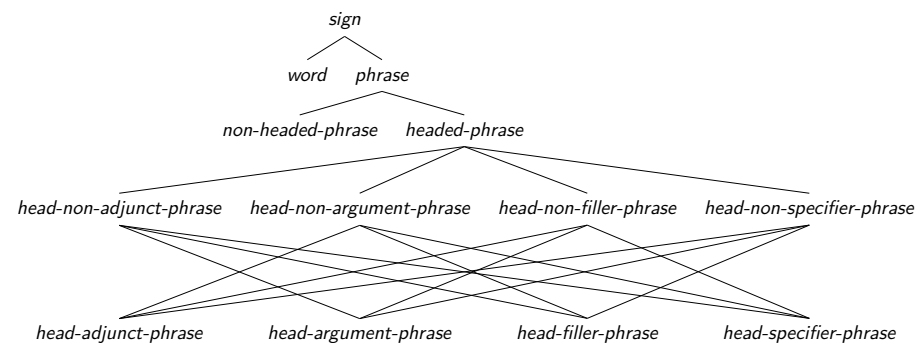 sign
word phrase
non-headed-phrase headed-phrase
head-non-adjunct-phrase head-non-argument-phrase head-non-filler-phrase head-non-specifier-phrase
head-adjunct-phrase head-argument-phrase head-filler-phrase head-specifier-phrase